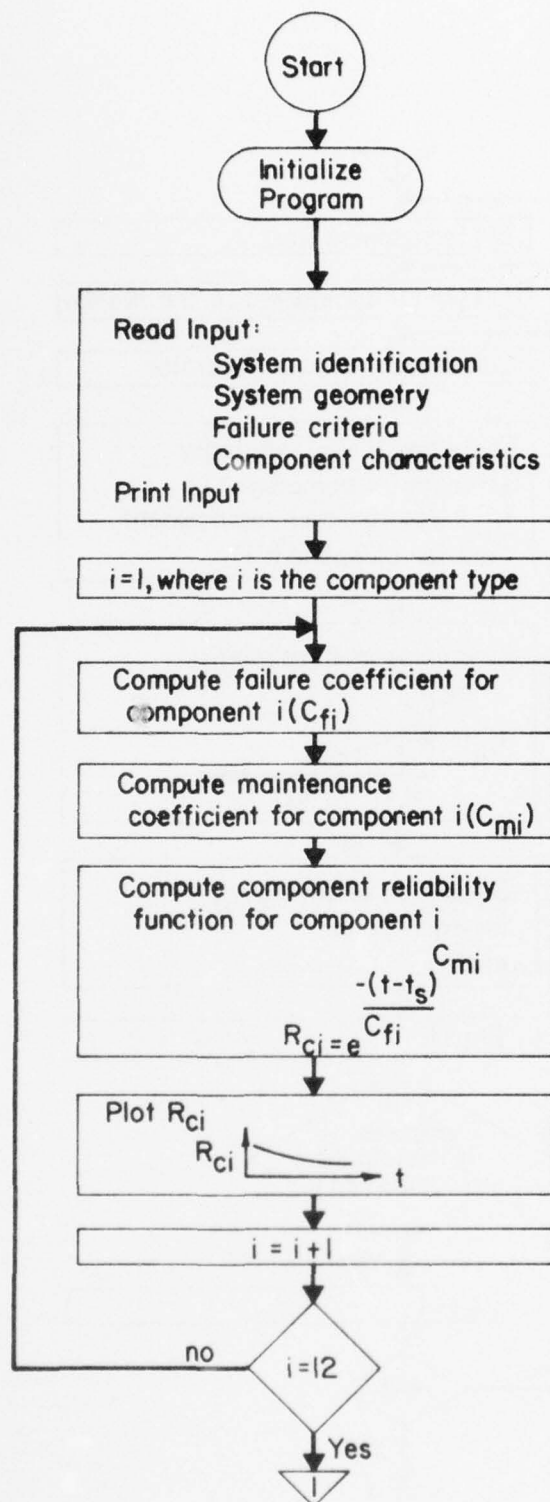 Start
Initialize
Program
Read Input:
System identification
System geometry
Failure criteria
Component characteristics
Print Input
i=1, where i is the component type
Compute failure coefficient for
component i (Cfi)
Compute maintenance
coefficient for component i (Cmi)
Compute component reliability
function for component i
Rci = e^(-(t-ts)^Cmi / Cfi)
Plot Rci
Rci
t
i = i+1
no
i=12
Yes
1